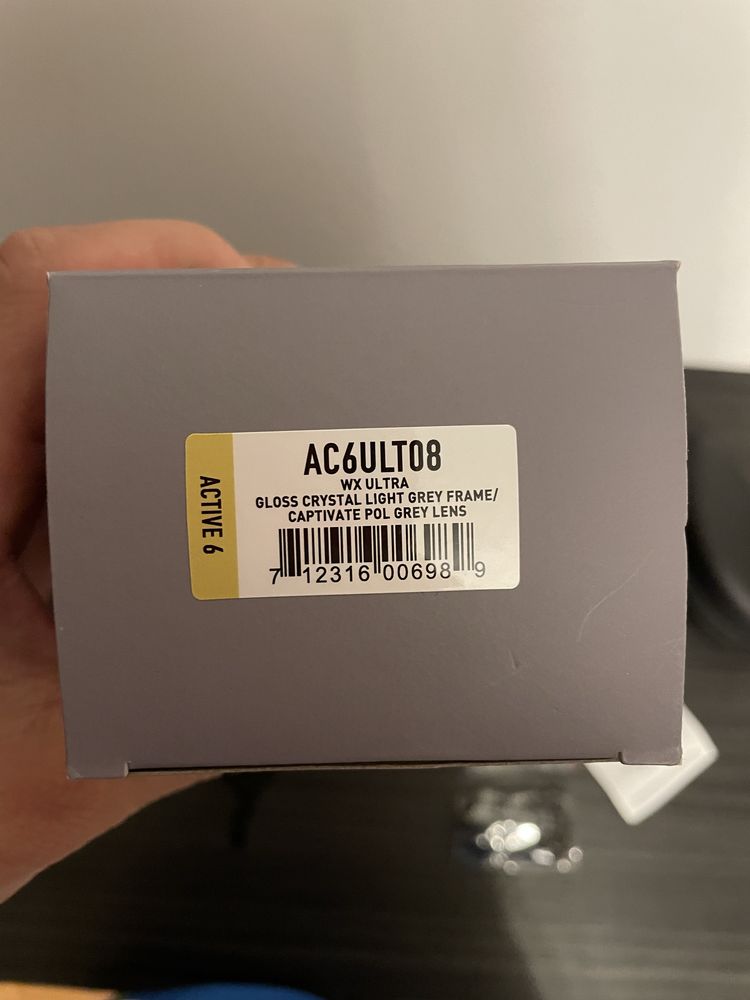 ACTIVE 6
AC6ULT08
WX ULTRA
GLOSS CRYSTAL LIGHT GREY FRAME/
CAPTIVATE POL GREY LENS
7 12316 00698 9